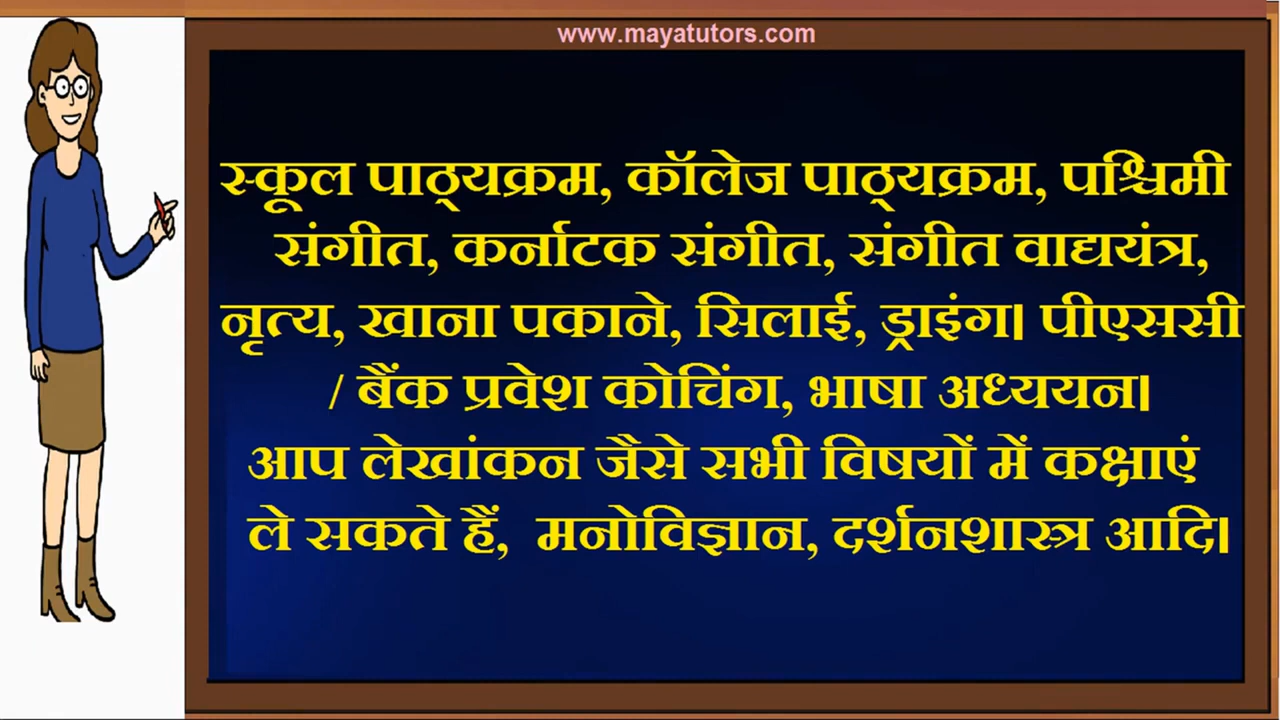 www.mayatutors.com
स्कूल पाठ्यक्रम, कॉलेज पाठ्यक्रम, पश्चिमी
संगीत, कर्नाटक संगीत, संगीत वाद्ययंत्र,
नृत्य, खाना पकाने, सिलाई, ड्राइंग। पीएससी
/ बैंक प्रवेश कोचिंग, भाषा अध्ययन।
आप लेखांकन जैसे सभी विषयों में कक्षाएं
ले सकते हैं, मनोविज्ञान, दर्शनशास्त्र आदि।